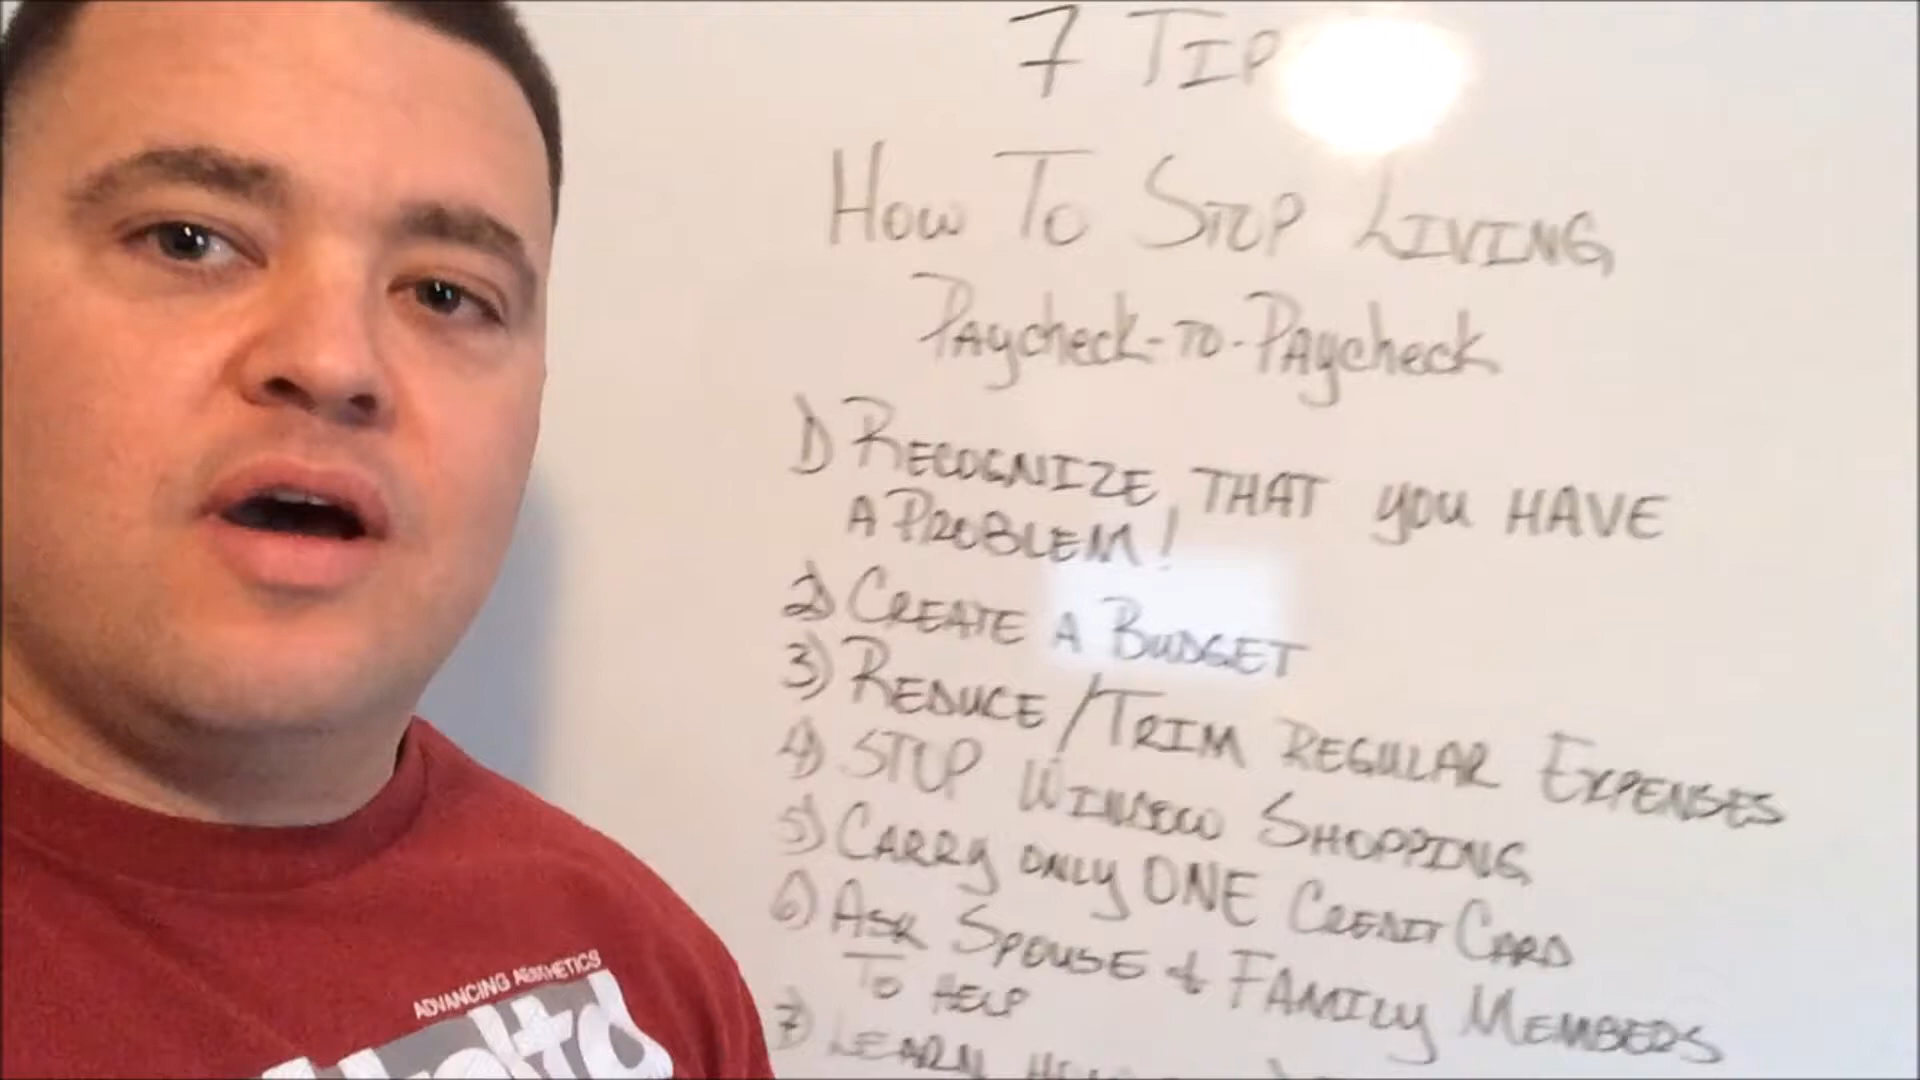 7 TIP
HOW TO STOP LIVING
PAycheck-TO-PAycheck
1) RECOGNIZE, THAT you HAVE
A PROBLEM!
2) CREATE A BUDGET
3) REDUCE/TRIM REGULAR EXPENSES
4) STOP WINDOW SHOPPING
5) CARRy ONLy ONE CREDIT CARD
6) ASK SPOUSE & FAMILy MEMBERS
TO HELP
7) LEARN
ADVANCING AESTHETICS